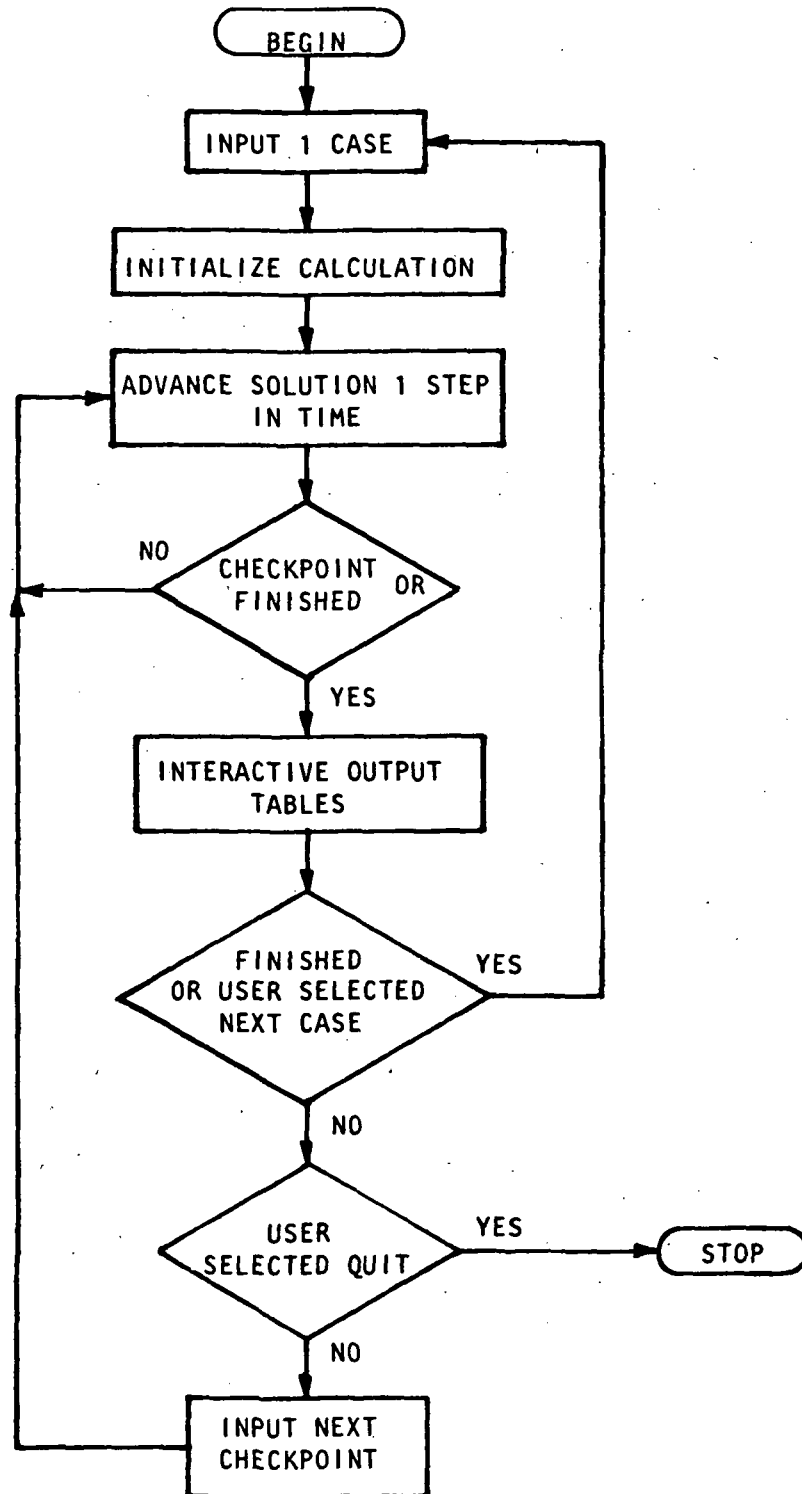 BEGIN
INPUT 1 CASE
INITIALIZE CALCULATION
ADVANCE SOLUTION 1 STEP
IN TIME
NO
CHECKPOINT OR
FINISHED
YES
INTERACTIVE OUTPUT
TABLES
FINISHED
OR USER SELECTED
NEXT CASE
YES
NO
USER
SELECTED QUIT
YES
STOP
NO
INPUT NEXT
CHECKPOINT